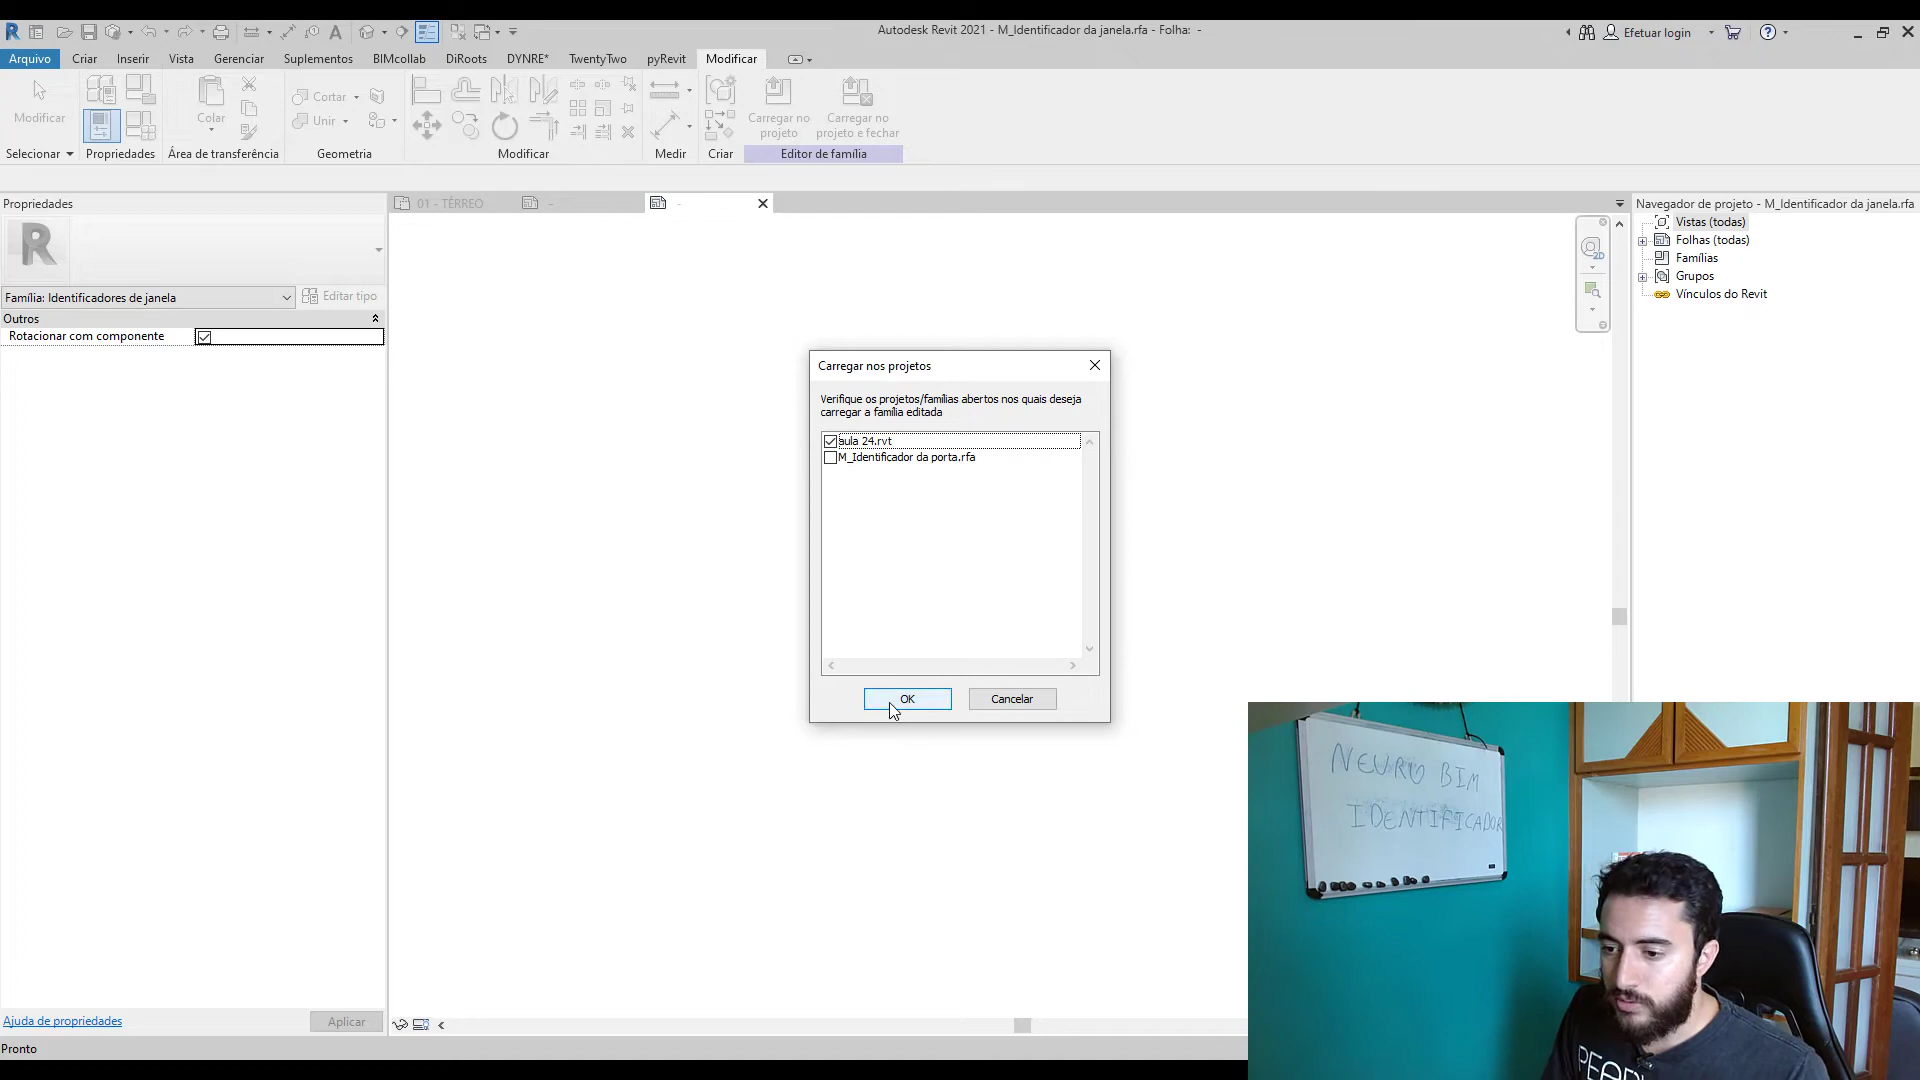 Autodesk Revit 2021 - M_Identificador da janela.rfa - Folha: -
Efetuar login
Arquivo
Criar
Inserir
Vista
Gerenciar
Suplementos
BIMcollab
DiRoots
DYNRE*
TwentyTwo
pyRevit
Modificar
Modificar
Colar
Cortar
Unir
Carregar no
projeto
Carregar no
projeto e fechar
Selecionar
Propriedades
Área de transferência
Geometria
Modificar
Medir
Criar
Editor de família
Propriedades
01 - TÉRREO
-
-
Navegador de projeto - M_Identificador da janela.rfa
Vistas (todas)
Folhas (todas)
Famílias
Grupos
Vínculos do Revit
R
Família: Identificadores de janela
Editar tipo
Outros
Rotacionar com componente
2D
Carregar nos projetos
Verifique os projetos/famílias abertos nos quais deseja
carregar a família editada
aula 24.rvt
M_Identificador da porta.rfa
OK
Cancelar
Ajuda de propriedades
Aplicar
Pronto
NEURO BIM
IDENTIFICADOR